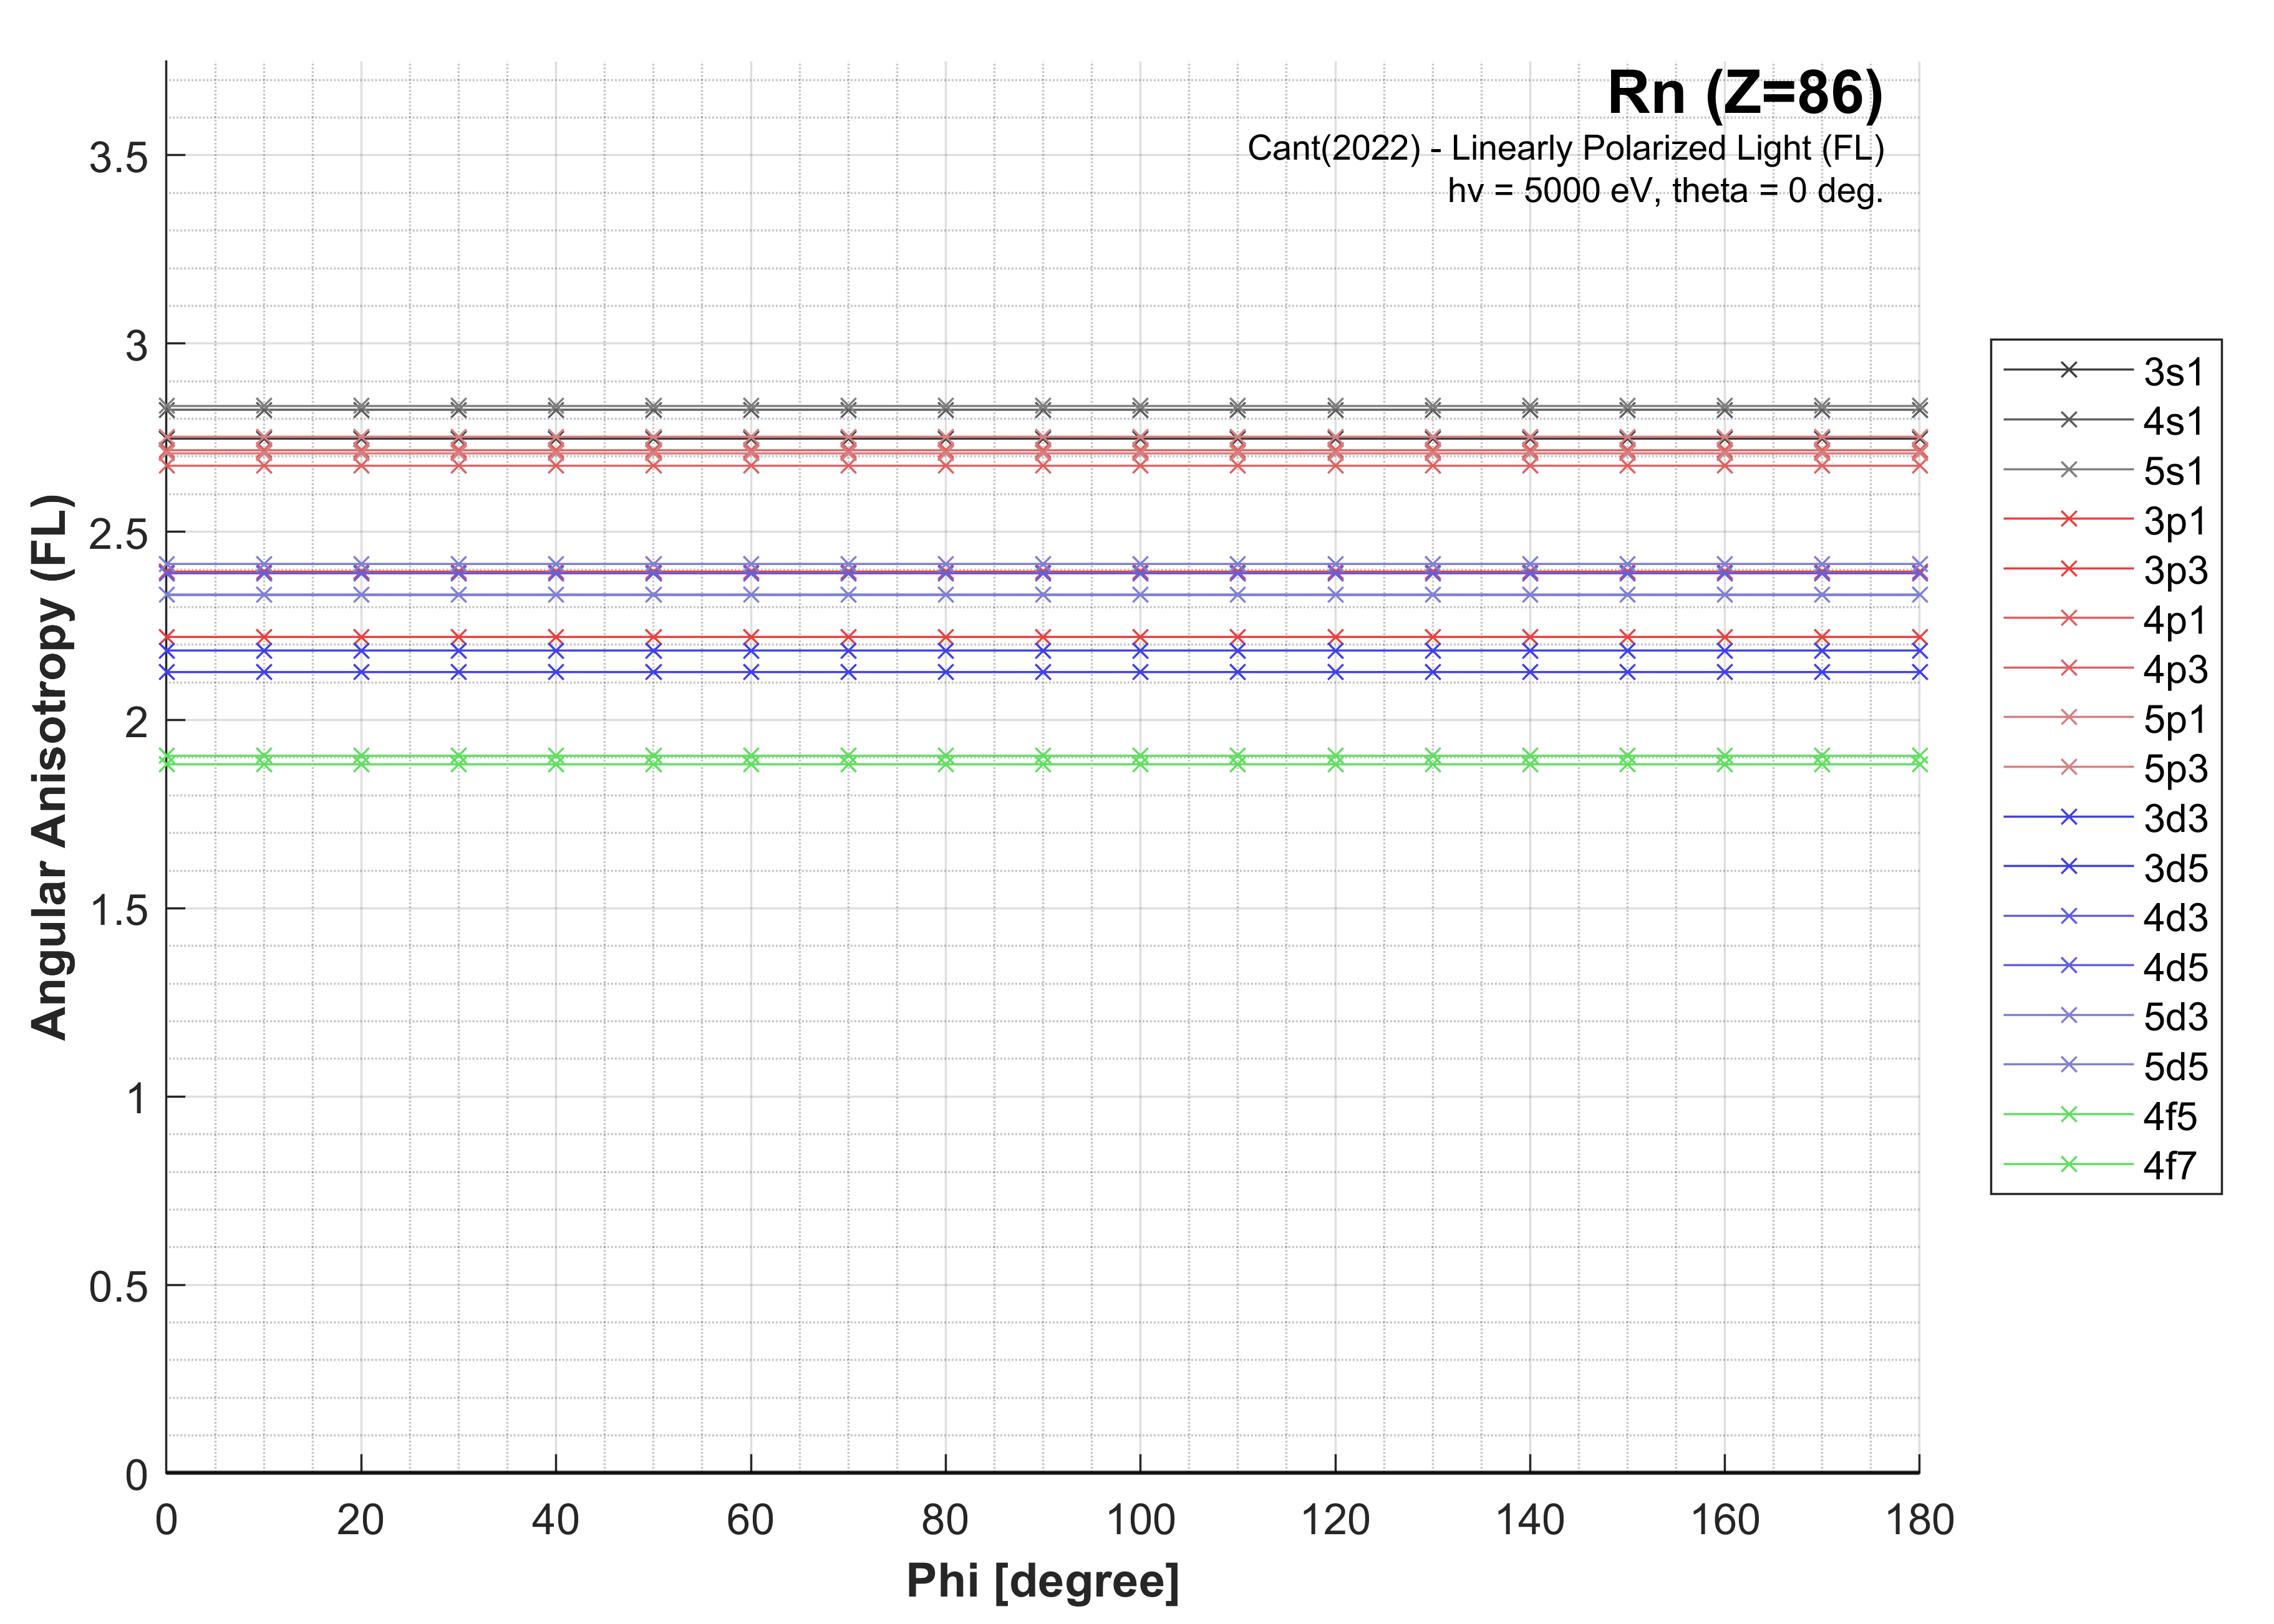 Rn (Z=86)
Cant(2022) - Linearly Polarized Light (FL)
hv = 5000 eV, theta = 0 deg.
Angular Anisotropy (FL)
3.5
3
2.5
2
1.5
1
0.5
0
0 20 40 60 80 100 120 140 160 180
Phi [degree]
3s1
4s1
5s1
3p1
3p3
4p1
4p3
5p1
5p3
3d3
3d5
4d3
4d5
5d3
5d5
4f5
4f7